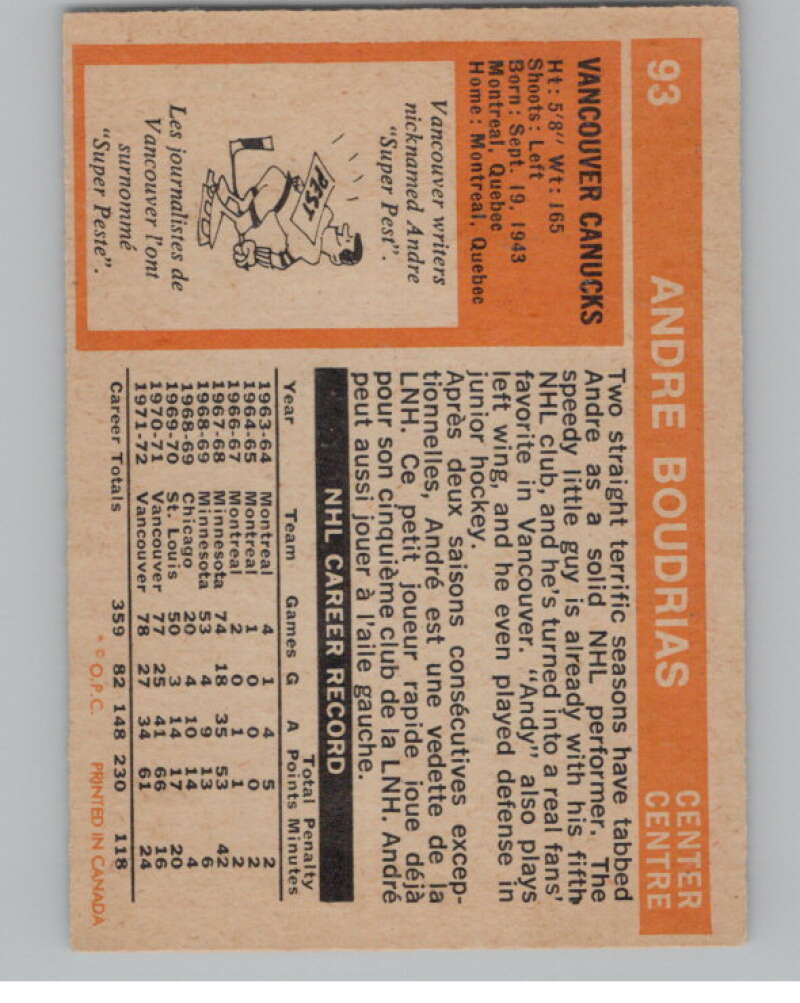 93
ANDRE BOUDRIAS
CENTER
CENTRE
VANCOUVER CANUCKS
Ht: 5'8" Wt: 165
Shoots: Left
Born: Sept. 19, 1943
Montreal, Quebec
Home: Montreal, Quebec
Vancouver writers
nicknamed Andre
"Super Pest".
PEST
Les journalistes de
Vancouver l'ont
surnommé
"Super Peste".
Two straight terrific seasons have tabbed
Andre as a solid NHL performer. The
speedy little guy is already with his fifth
NHL club, and he's turned into a real fans'
favorite in Vancouver. "Andy" also plays
left wing, and he even played defense in
junior hockey.
Après deux saisons consécutives excep-
tionnelles, André est une vedette de la
LNH. Ce petit joueur rapide joue déjà
pour son cinquième club de la LNH. André
peut aussi jouer à l'aile gauche.
NHL CAREER RECORD
Total Penalty
Year Team Games G A Points Minutes
1963-64 Montreal 4 1 4 5 2
1964-65 Montreal 1 0 0 0 2
1966-67 Montreal 2 0 1 1 2
1967-68 Minnesota 74 18 35 53 42
1968-69 Minnesota 53 4 9 13 6
1968-69 Chicago 20 4 10 14 4
1969-70 St. Louis 50 3 14 17 20
1970-71 Vancouver 77 25 41 66 16
1971-72 Vancouver 78 27 34 61 24
Career Totals 359 82 148 230 118
* © O.P.C. PRINTED IN CANADA